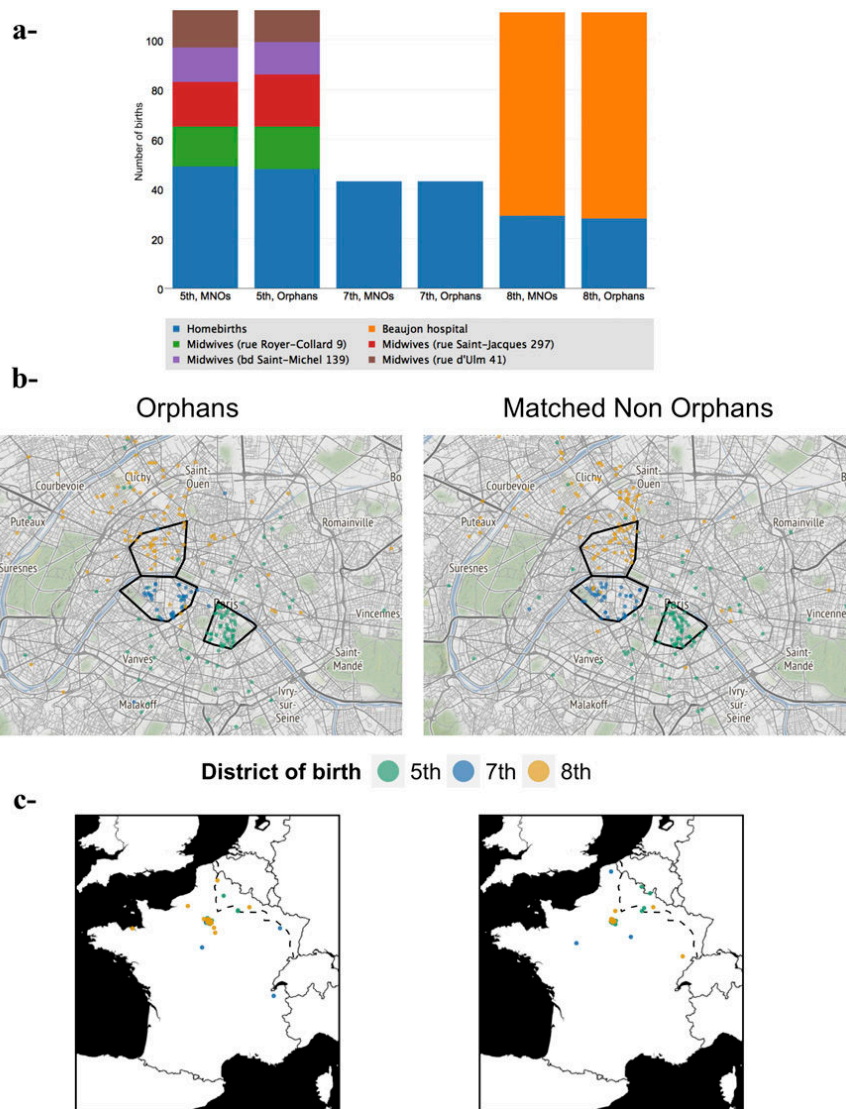 a-
Number of births
100
80
60
40
20
0
5th, MNOs 5th, Orphans 7th, MNOs 7th, Orphans 8th, MNOs 8th, Orphans
Homebirths Beaujon hospital
Midwives (rue Royer-Collard 9) Midwives (rue Saint-Jacques 297)
Midwives (bd Saint-Michel 139) Midwives (rue d'Ulm 41)
b-
Orphans Matched Non Orphans
Courbevoie Clichy Saint-Ouen Bo
Puteaux Romainville
Suresnes
Paris Vincennes
Saint-Mandé
Vanves
Malakoff Ivry-sur-Seine
Courbevoie Clichy Saint-Ouen Bo
Puteaux Romainville
Suresnes
Paris Vincenne
Saint-Mandé
Vanves
Malakoff Ivry-sur-Seine
District of birth 5th 7th 8th
c-